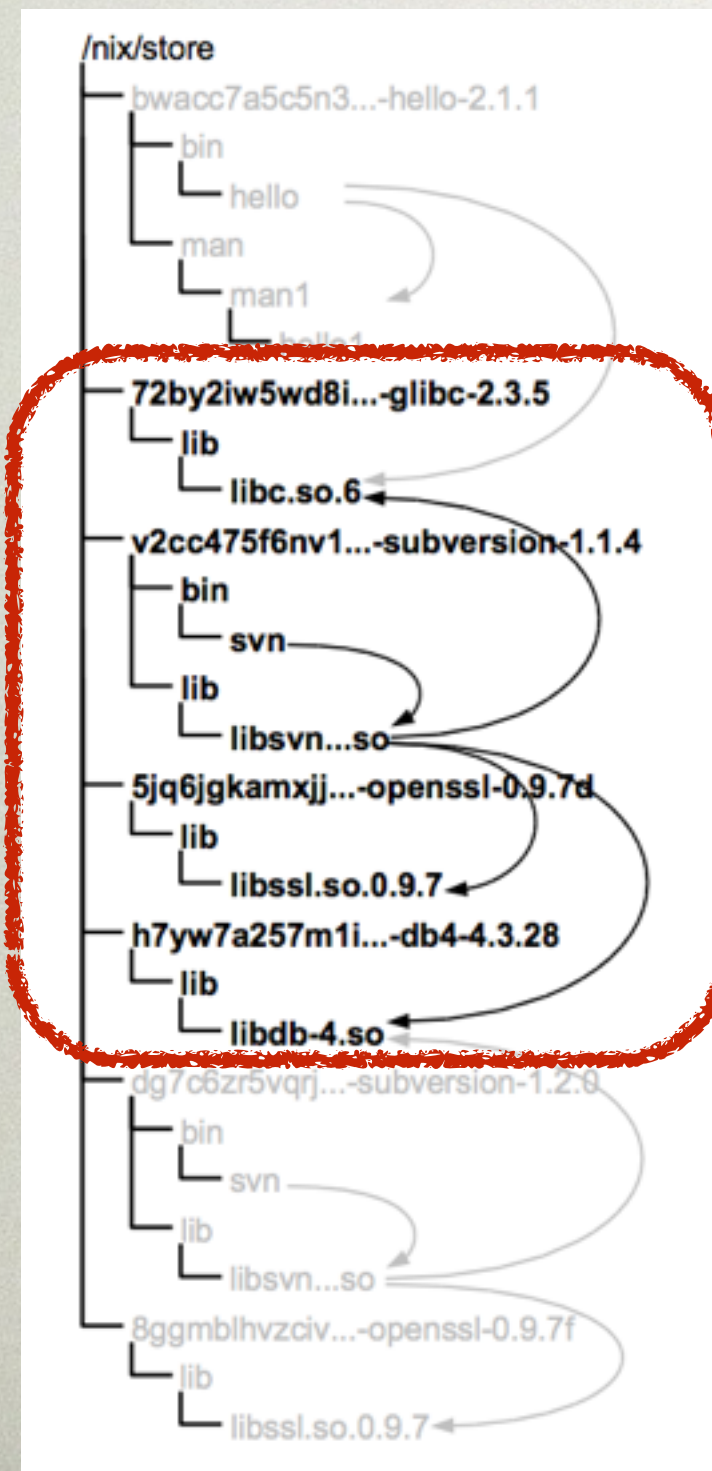 /nix/store
bwacc7a5c5n3...-hello-2.1.1
bin
hello
man
man1
hello1
72by2iw5wd8i...-glibc-2.3.5
lib
libc.so.6
v2cc475f6nv1...-subversion-1.1.4
bin
svn
lib
libsvn...so
5jq6jgkamxjj...-openssl-0.9.7d
lib
libssl.so.0.9.7
h7yw7a257m1i...-db4-4.3.28
lib
libdb-4.so
dg7c6zr5vqrj...-subversion-1.2.0
bin
svn
lib
libsvn...so
8ggmblhvzciv...-openssl-0.9.7f
lib
libssl.so.0.9.7